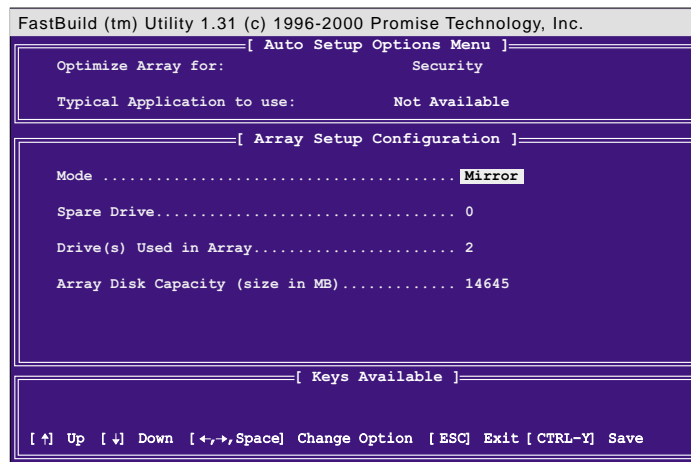 FastBuild (tm) Utility 1.31 (c) 1996-2000 Promise Technology, Inc.
[ Auto Setup Options Menu ]
Optimize Array for: Security
Typical Application to use: Not Available
[ Array Setup Configuration ]
Mode ........................................ Mirror
Spare Drive.................................. 0
Drive(s) Used in Array....................... 2
Array Disk Capacity (size in MB)............. 14645
[ Keys Available ]
[↑] Up [↓] Down [←,→,Space] Change Option [ESC] Exit [CTRL-Y] Save